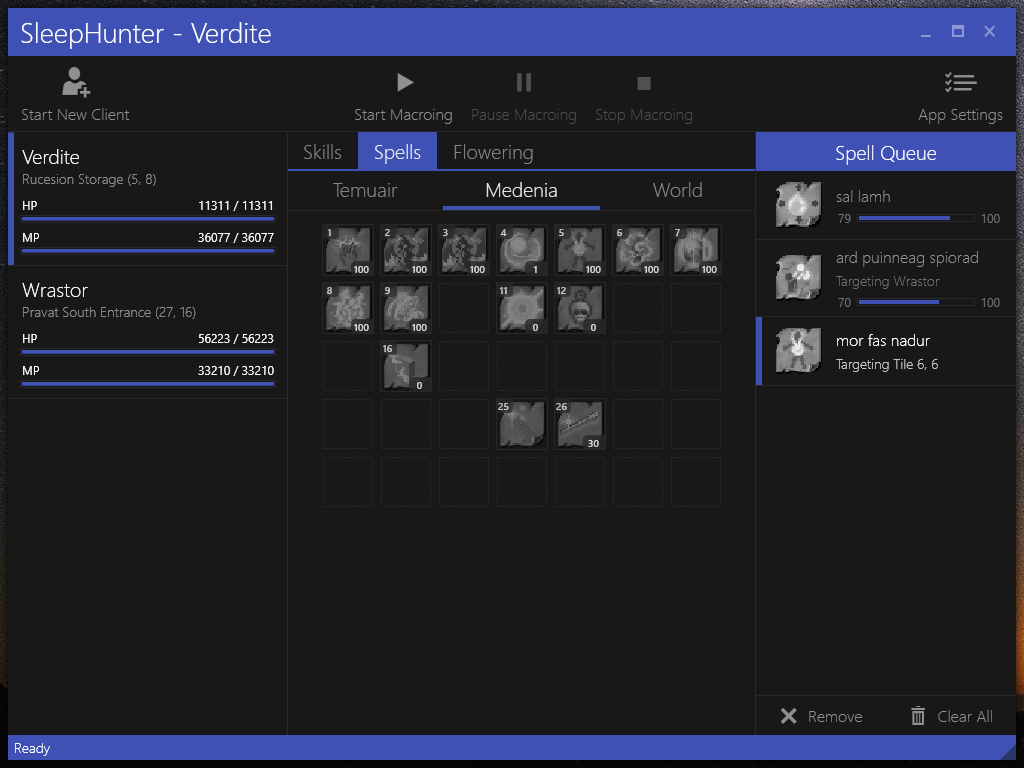 SleepHunter - Verdite
Start New Client
Start Macroing
Pause Macroing
Stop Macroing
App Settings
Verdite
Rucesion Storage (5, 8)
HP 11311 / 11311
MP 36077 / 36077
Wrastor
Pravat South Entrance (27, 16)
HP 56223 / 56223
MP 33210 / 33210
Skills Spells Flowering
Temuair Medenia World
1 2 3 4 5 6 7
100 100 100 1 100 100 100
8 9 11 12
100 100 0 0
16
0
25 26
30
Spell Queue
sal lamh
79 100
ard puinneag spiorad
Targeting Wrastor
70 100
mor fas nadur
Targeting Tile 6, 6
Remove Clear All
Ready